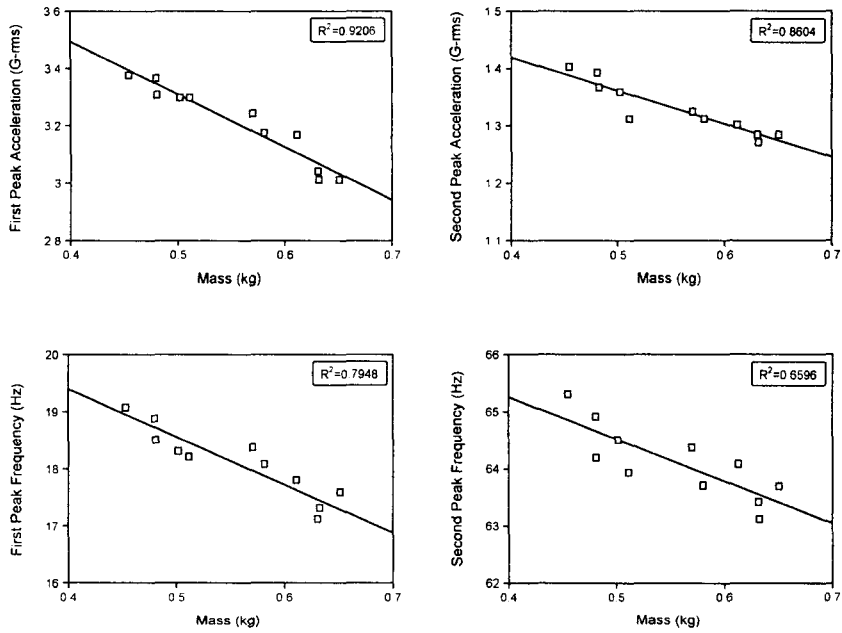 3.6
3.4
3.2
3
2.8
First Peak Acceleration (G-rms)
R²=0.9206
0.4 0.5 0.6 0.7
Mass (kg)
1.5
1.4
1.3
1.2
1.1
Second Peak Acceleration (G-rms)
R²=0.8604
0.4 0.5 0.6 0.7
Mass (kg)
20
19
18
17
16
First Peak Frequency (Hz)
R²=0.7948
0.4 0.5 0.6 0.7
Mass (kg)
66
65
64
63
62
Second Peak Frequency (Hz)
R²=0.6596
0.4 0.5 0.6 0.7
Mass (kg)